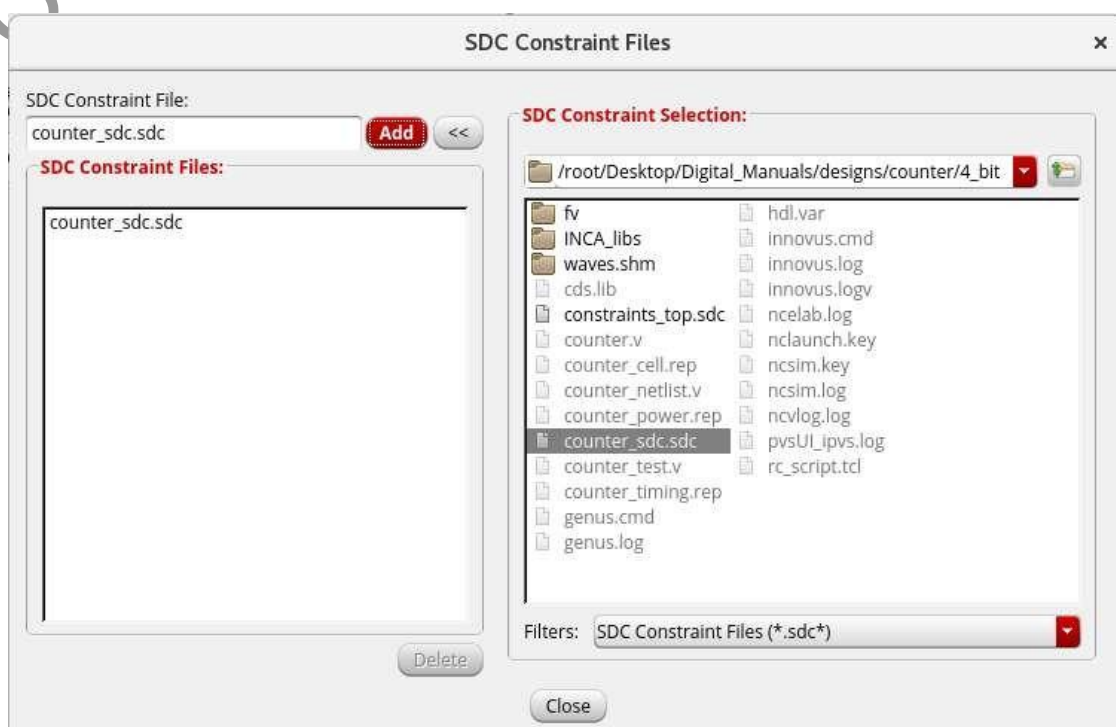 SDC Constraint Files
SDC Constraint File:
counter_sdc.sdc
Add
<<
SDC Constraint Files:
counter_sdc.sdc
Delete
SDC Constraint Selection:
/root/Desktop/Digital_Manuals/designs/counter/4_bit
fv
INCA_libs
waves.shm
cds.lib
constraints_top.sdc
counter.v
counter_cell.rep
counter_netlist.v
counter_power.rep
counter_sdc.sdc
counter_test.v
counter_timing.rep
genus.cmd
genus.log
hdl.var
innovus.cmd
innovus.log
innovus.logv
ncelab.log
nclaunch.key
ncsim.key
ncsim.log
ncvlog.log
pvsUI_ipvs.log
rc_script.tcl
Filters: SDC Constraint Files (*.sdc*)
Close